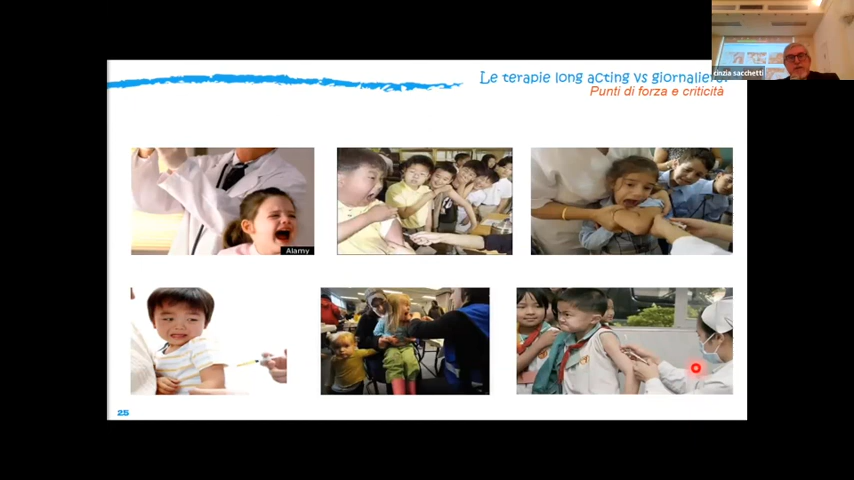 cinzia sacchetti
Le terapie long acting vs giornaliere:
Punti di forza e criticità
Alamy
25